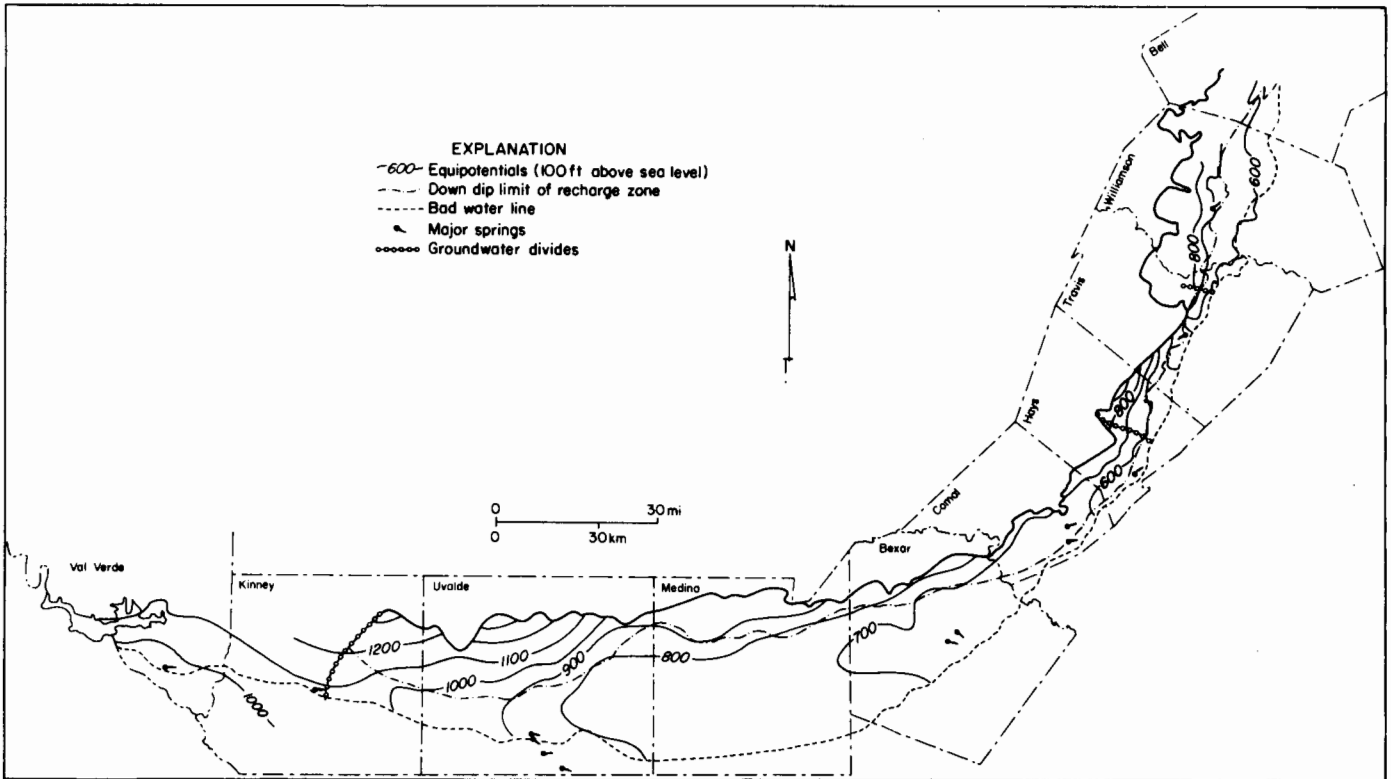 Bell
EXPLANATION
600 Equipotentials (100 ft above sea level)
Down dip limit of recharge zone
Bad water line
Major springs
Groundwater divides
N
Williamson
600
800
Travis
800
Hays
600
Comal
0 30 mi
0 30 km
Bexar
Val Verde
Kinney
Uvalde
Medina
700
1200
1100
900
800
1000
1000